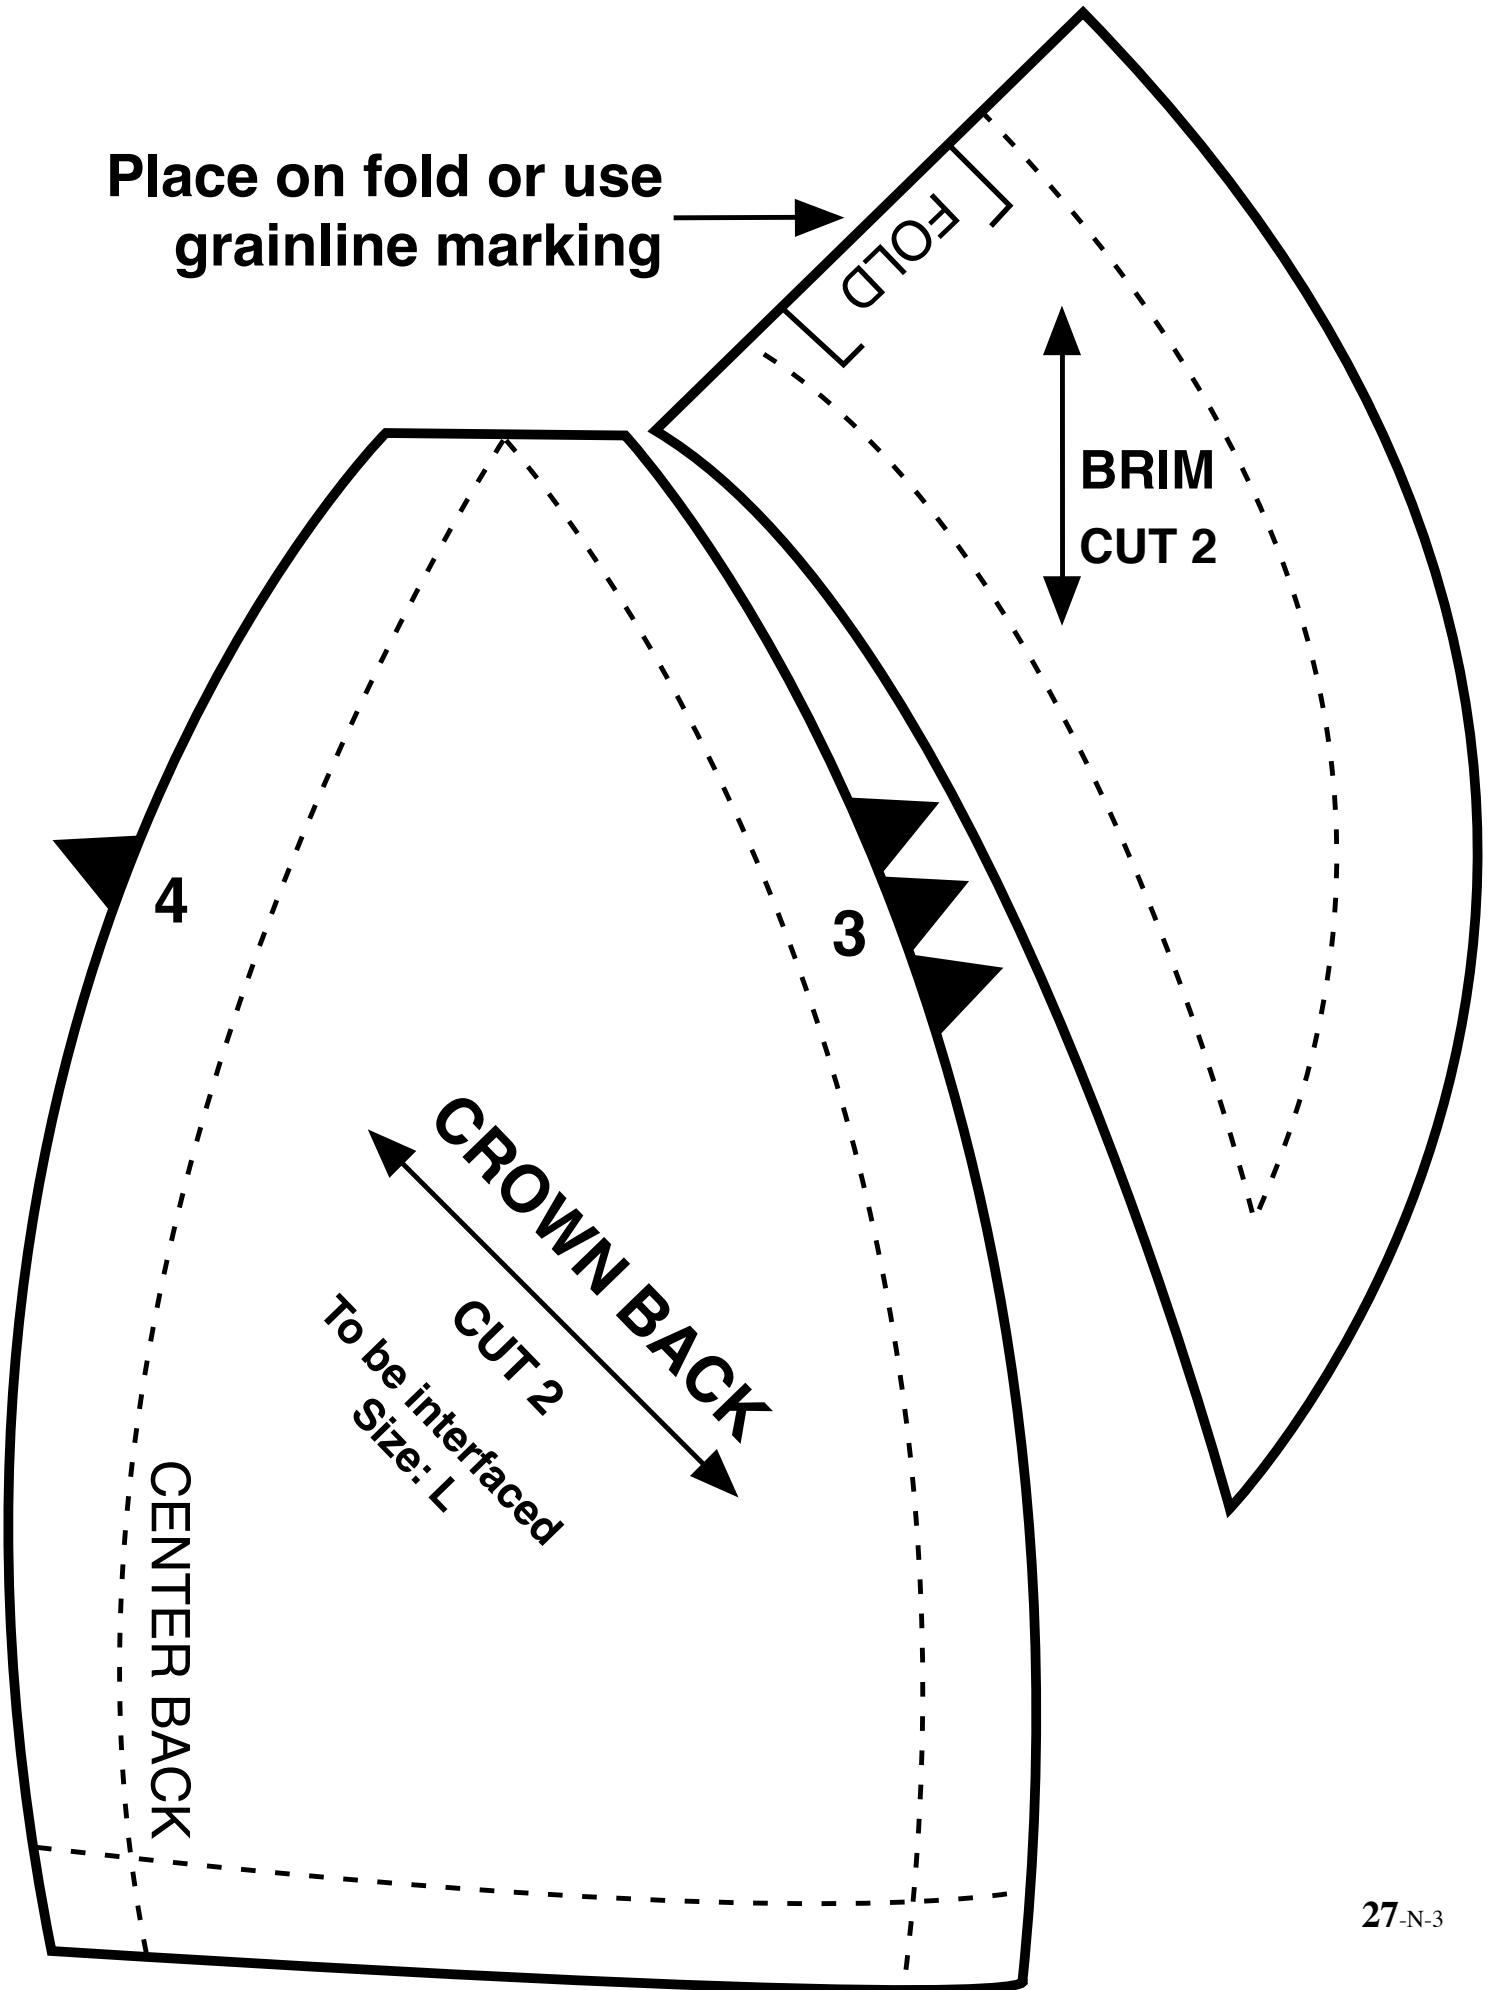 Place on fold or use
grainline marking
FOLD
BRIM
CUT 2
4
3
CROWN BACK
CUT 2
To be interfaced
Size: L
CENTER BACK
27-N-3